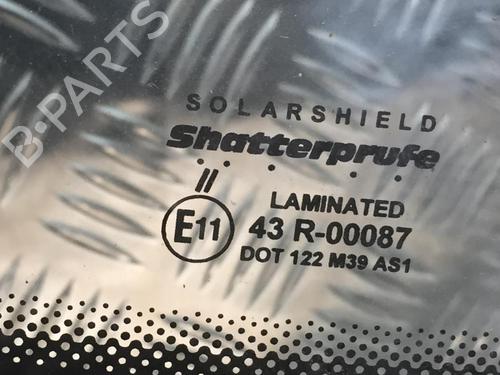 B-PARTS
SOLARSHIELD
Shatterprufe
//
LAMINATED
E11 43 R-00087
DOT 122 M39 AS1